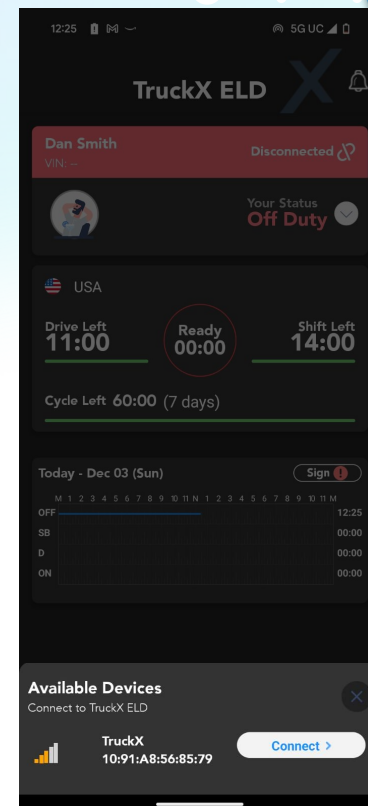 12:25 5G UC
TruckX ELD
Dan Smith
Disconnected
VIN: --
Your Status
Off Duty
USA
Drive Left
11:00
Ready
00:00
Shift Left
14:00
Cycle Left 60:00 (7 days)
Today - Dec 03 (Sun)
Sign
M 1 2 3 4 5 6 7 8 9 10 11 N 1 2 3 4 5 6 7 8 9 10 11 M
OFF 12:25
SB 00:00
D 00:00
ON 00:00
Available Devices
Connect to TruckX ELD
TruckX
10:91:A8:56:85:79
Connect >